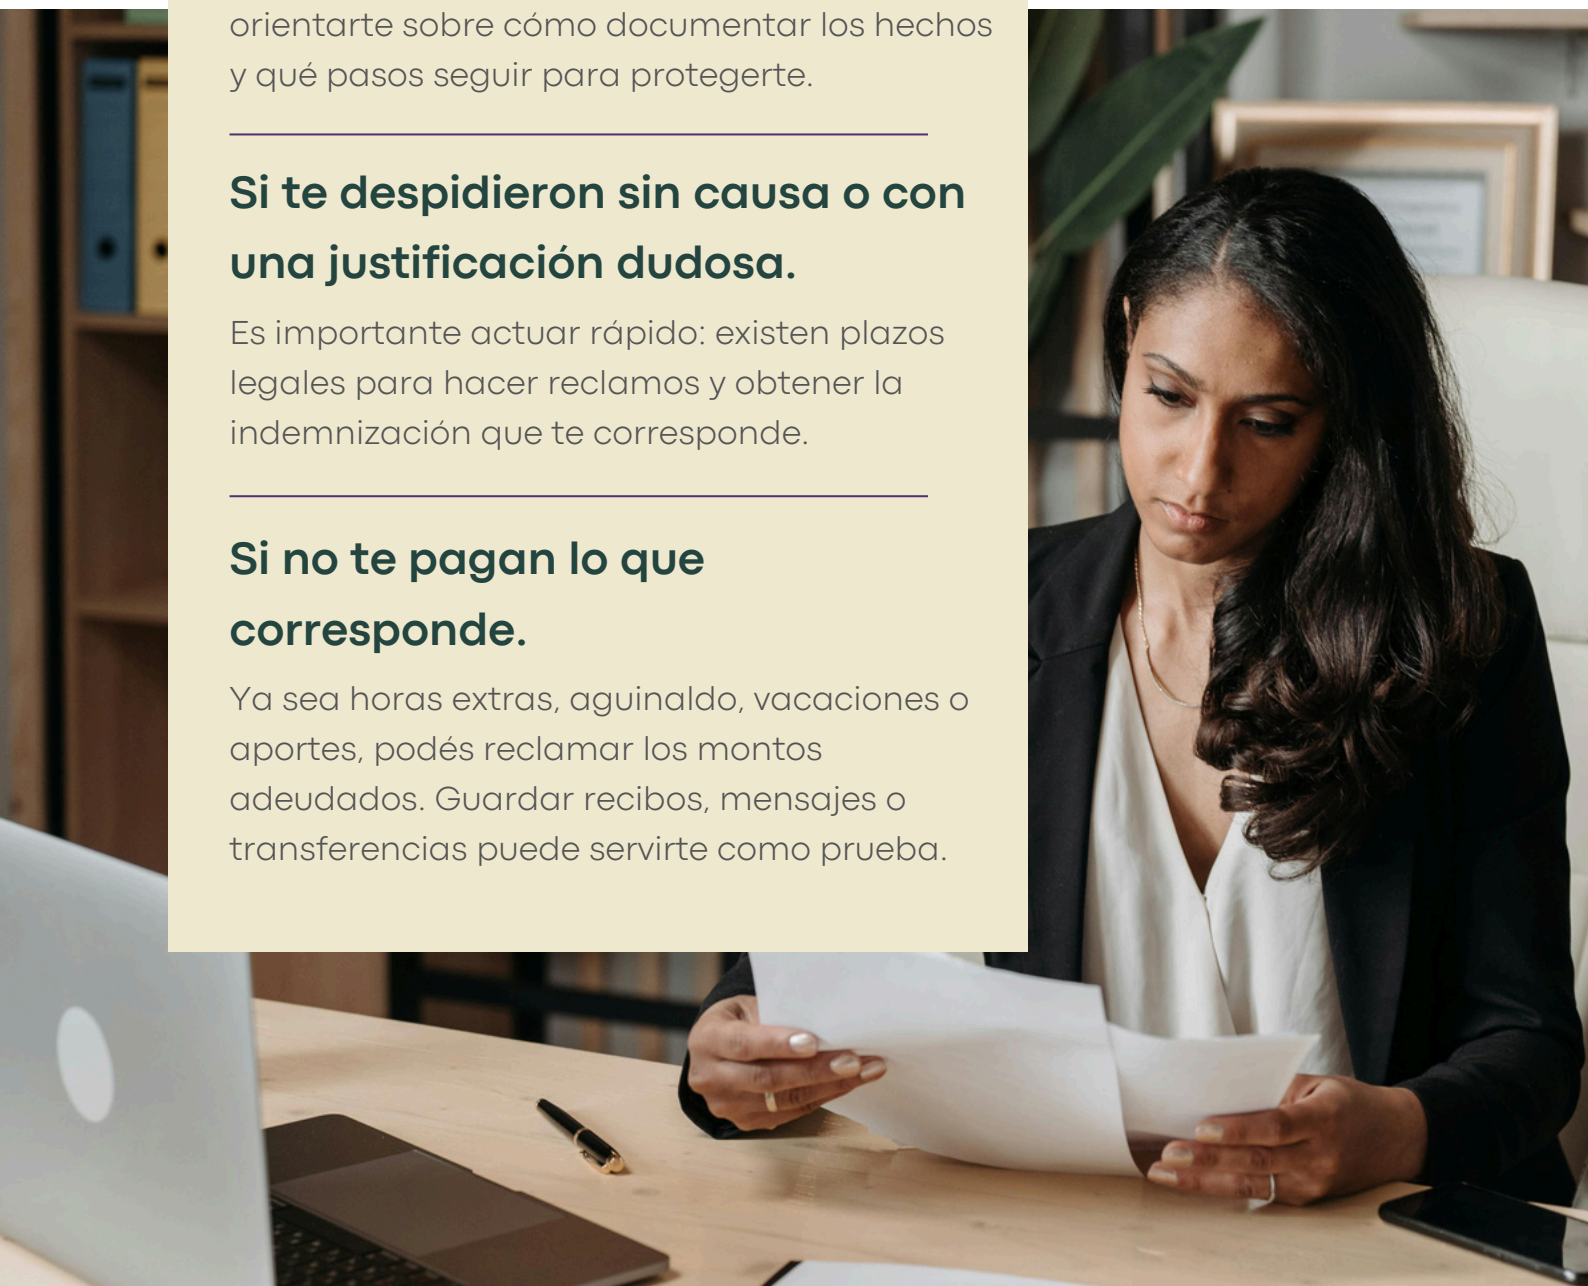 orientarte sobre cómo documentar los hechos
y qué pasos seguir para protegerte.
Si te despidieron sin causa o con
una justificación dudosa.
Es importante actuar rápido: existen plazos
legales para hacer reclamos y obtener la
indemnización que te corresponde.
Si no te pagan lo que
corresponde.
Ya sea horas extras, aguinaldo, vacaciones o
aportes, podés reclamar los montos
adeudados. Guardar recibos, mensajes o
transferencias puede servirte como prueba.